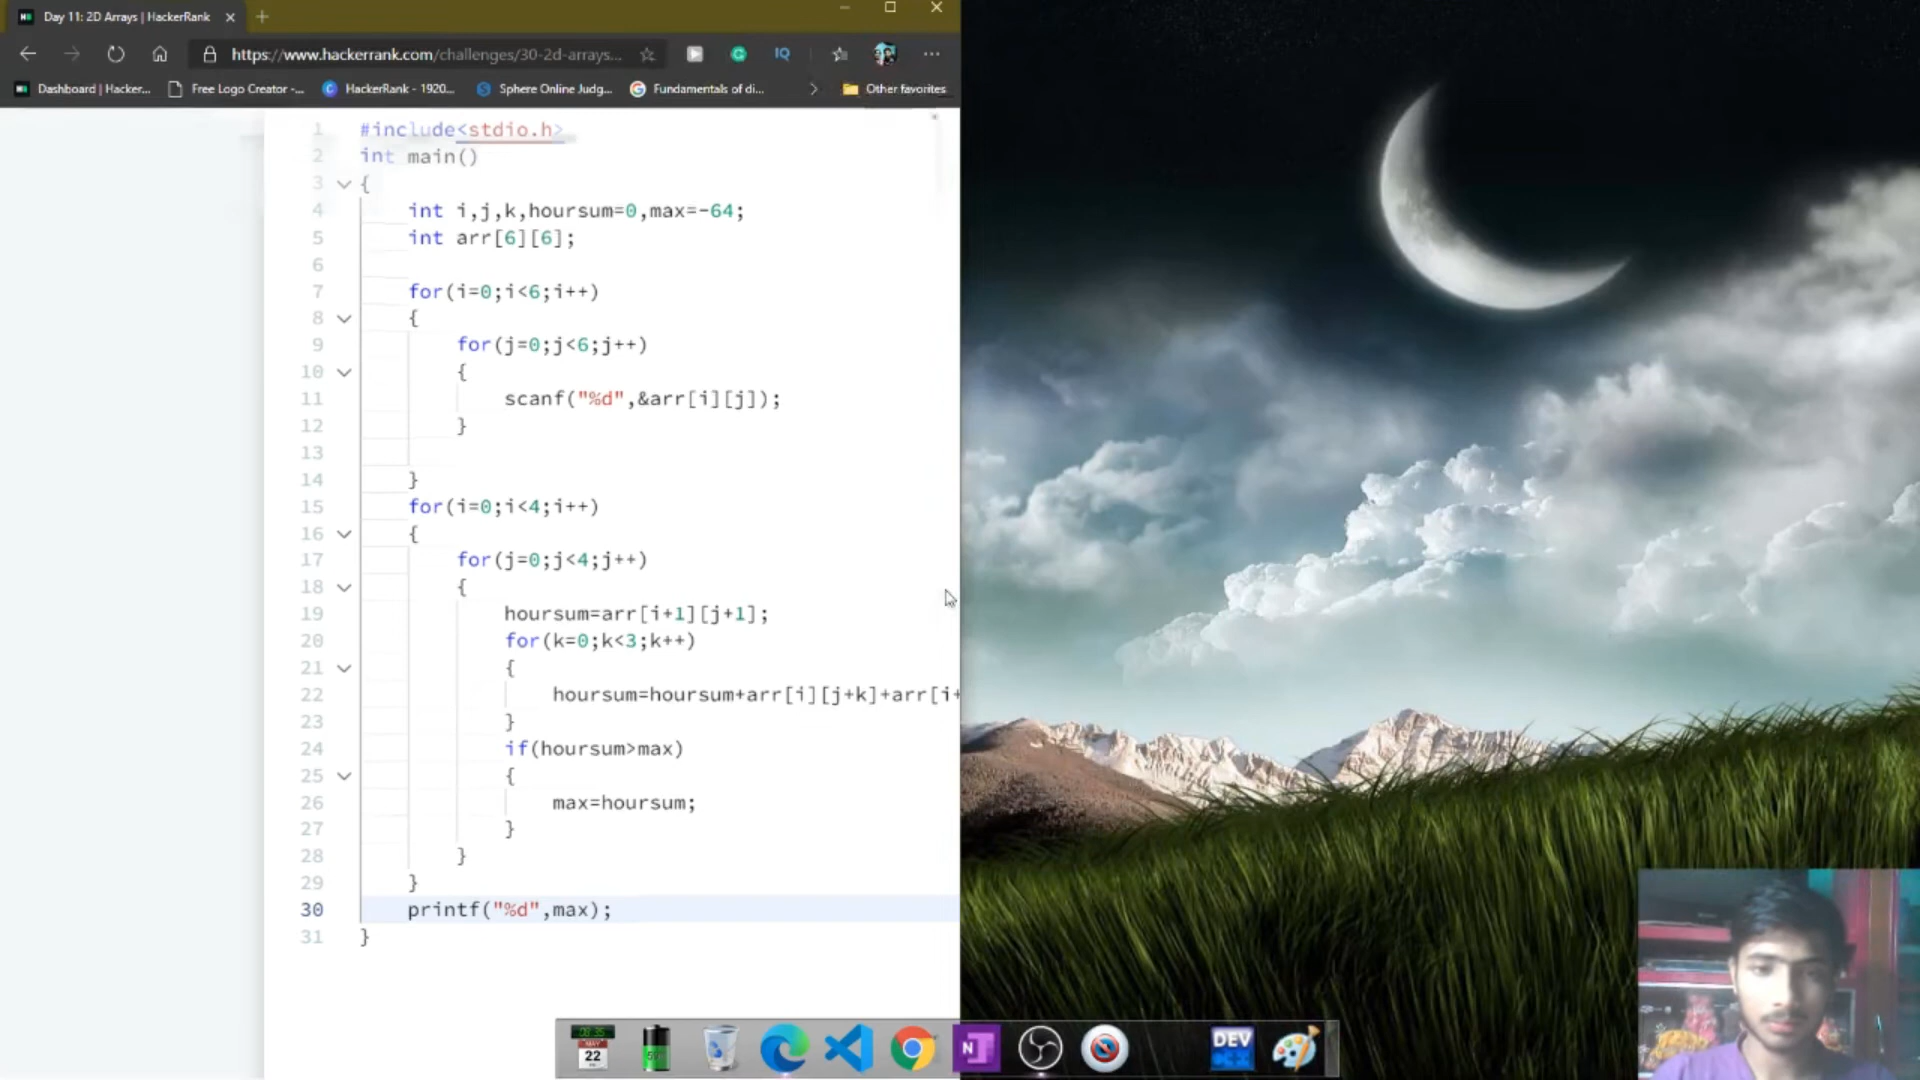 Day 11: 2D Arrays | HackerRank
https://www.hackerrank.com/challenges/30-2d-arrays...
IQ
Dashboard | Hacker...
Free Logo Creator -...
HackerRank - 1920...
Sphere Online Judg...
Fundamentals of di...
Other favorites
1 #include<stdio.h>
2 int main()
3 {
4 int i,j,k,hoursum=0,max=-64;
5 int arr[6][6];
6
7 for(i=0;i<6;i++)
8 {
9 for(j=0;j<6;j++)
10 {
11 scanf("%d",&arr[i][j]);
12 }
13
14 }
15 for(i=0;i<4;i++)
16 {
17 for(j=0;j<4;j++)
18 {
19 hoursum=arr[i+1][j+1];
20 for(k=0;k<3;k++)
21 {
22 hoursum=hoursum+arr[i][j+k]+arr[i+
23 }
24 if(hoursum>max)
25 {
26 max=hoursum;
27 }
28 }
29 }
30 printf("%d",max);
31 }
MAY
22
N
DEV